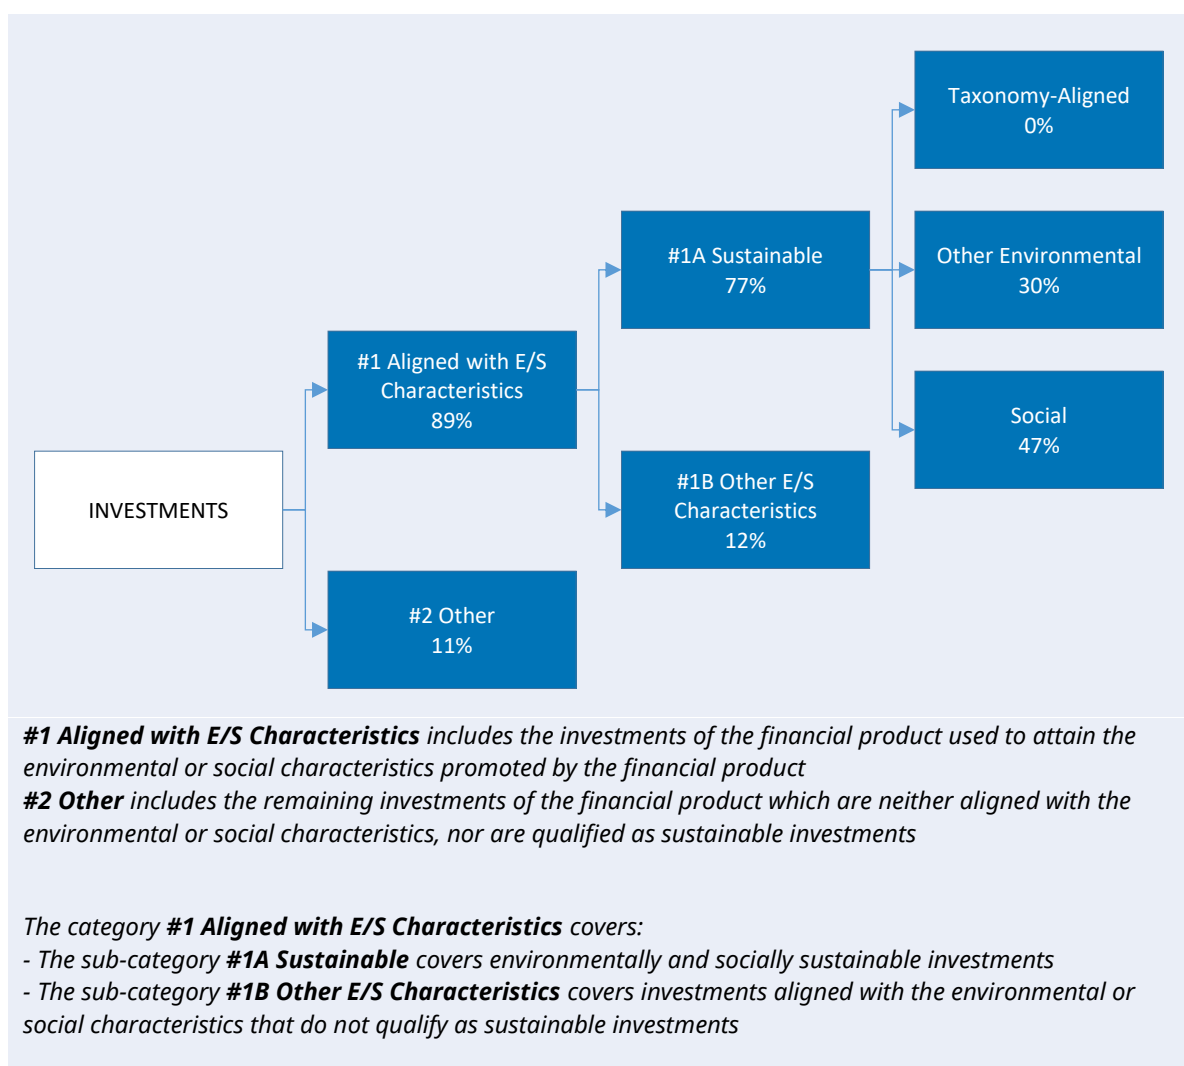 Taxonomy-Aligned
0%
#1A Sustainable
77%
Other Environmental
30%
#1 Aligned with E/S
Characteristics
89%
Social
47%
INVESTMENTS
#1B Other E/S
Characteristics
12%
#2 Other
11%
#1 Aligned with E/S Characteristics includes the investments of the financial product used to attain the
environmental or social characteristics promoted by the financial product
#2 Other includes the remaining investments of the financial product which are neither aligned with the
environmental or social characteristics, nor are qualified as sustainable investments
The category #1 Aligned with E/S Characteristics covers:
- The sub-category #1A Sustainable covers environmentally and socially sustainable investments
- The sub-category #1B Other E/S Characteristics covers investments aligned with the environmental or
social characteristics that do not qualify as sustainable investments